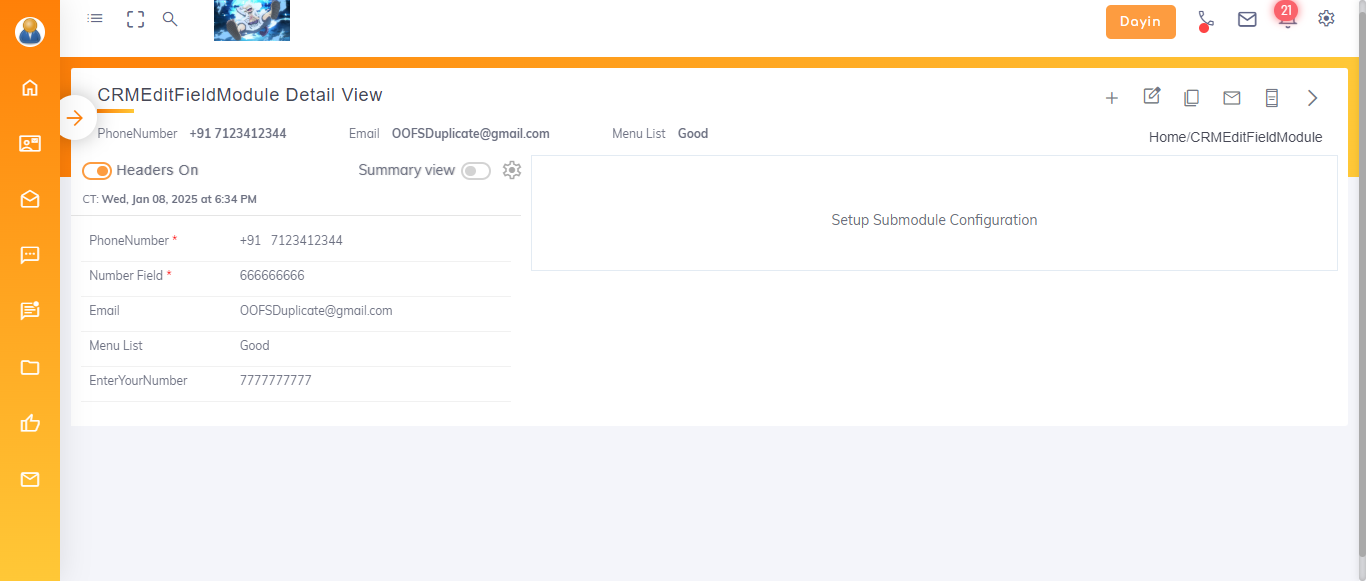 Dayin
21
CRMEditFieldModule Detail View
PhoneNumber +91 7123412344 Email OOFSDuplicate@gmail.com Menu List Good
Home/CRMEditFieldModule
Headers On Summary view
CT: Wed, Jan 08, 2025 at 6:34 PM
Setup Submodule Configuration
PhoneNumber * +91 7123412344
Number Field * 666666666
Email OOFSDuplicate@gmail.com
Menu List Good
EnterYourNumber 7777777777